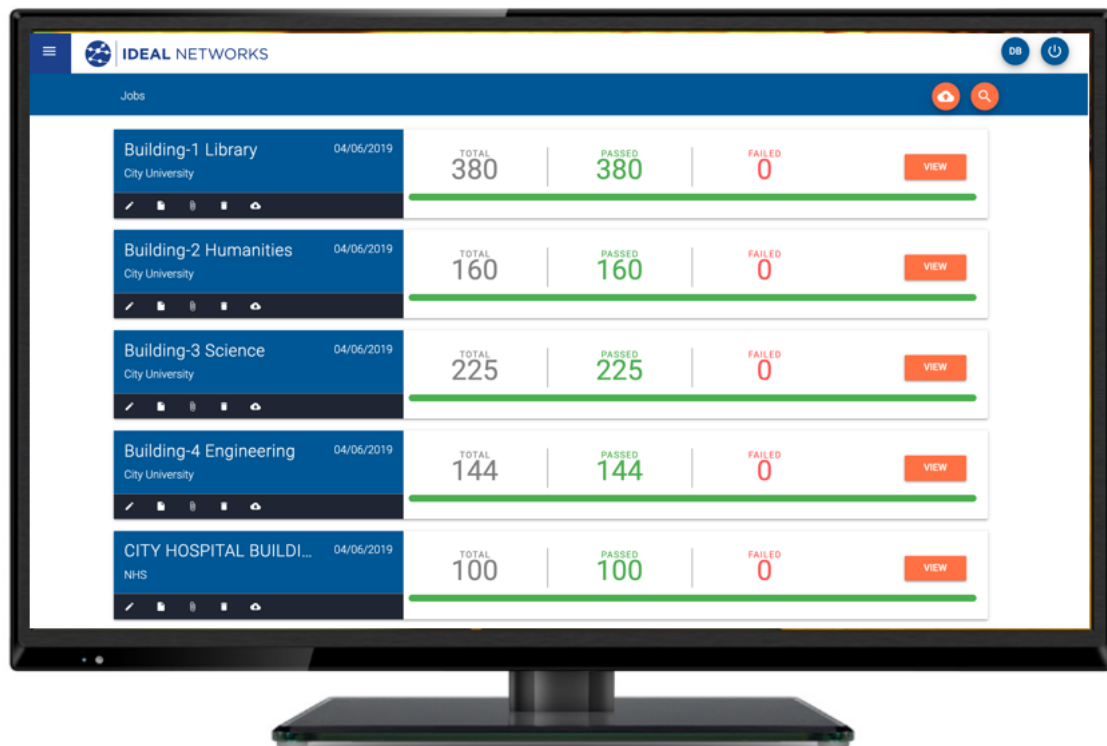 IDEAL NETWORKS
DB
Jobs
Building-1 Library 04/06/2019
City University
TOTAL PASSED FAILED
380 380 0
VIEW
Building-2 Humanities 04/06/2019
City University
TOTAL PASSED FAILED
160 160 0
VIEW
Building-3 Science 04/06/2019
City University
TOTAL PASSED FAILED
225 225 0
VIEW
Building-4 Engineering 04/06/2019
City University
TOTAL PASSED FAILED
144 144 0
VIEW
CITY HOSPITAL BUILDI... 04/06/2019
NHS
TOTAL PASSED FAILED
100 100 0
VIEW